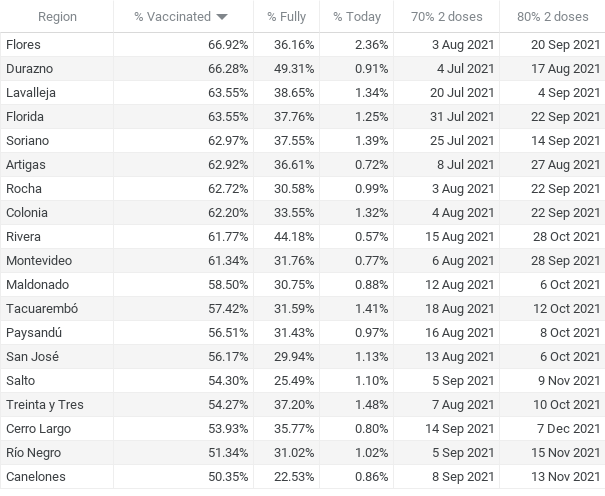 Region % Vaccinated % Fully % Today 70% 2 doses 80% 2 doses
Flores 66.92% 36.16% 2.36% 3 Aug 2021 20 Sep 2021
Durazno 66.28% 49.31% 0.91% 4 Jul 2021 17 Aug 2021
Lavalleja 63.55% 38.65% 1.34% 20 Jul 2021 4 Sep 2021
Florida 63.55% 37.76% 1.25% 31 Jul 2021 22 Sep 2021
Soriano 62.97% 37.55% 1.39% 25 Jul 2021 14 Sep 2021
Artigas 62.92% 36.61% 0.72% 8 Jul 2021 27 Aug 2021
Rocha 62.72% 30.58% 0.99% 3 Aug 2021 22 Sep 2021
Colonia 62.20% 33.55% 1.32% 4 Aug 2021 22 Sep 2021
Rivera 61.77% 44.18% 0.57% 15 Aug 2021 28 Oct 2021
Montevideo 61.34% 31.76% 0.77% 6 Aug 2021 28 Sep 2021
Maldonado 58.50% 30.75% 0.88% 12 Aug 2021 6 Oct 2021
Tacuarembó 57.42% 31.59% 1.41% 18 Aug 2021 12 Oct 2021
Paysandú 56.51% 31.43% 0.97% 16 Aug 2021 8 Oct 2021
San José 56.17% 29.94% 1.13% 13 Aug 2021 6 Oct 2021
Salto 54.30% 25.49% 1.10% 5 Sep 2021 9 Nov 2021
Treinta y Tres 54.27% 37.20% 1.48% 7 Aug 2021 10 Oct 2021
Cerro Largo 53.93% 35.77% 0.80% 14 Sep 2021 7 Dec 2021
Río Negro 51.34% 31.02% 1.02% 5 Sep 2021 15 Nov 2021
Canelones 50.35% 22.53% 0.86% 8 Sep 2021 13 Nov 2021